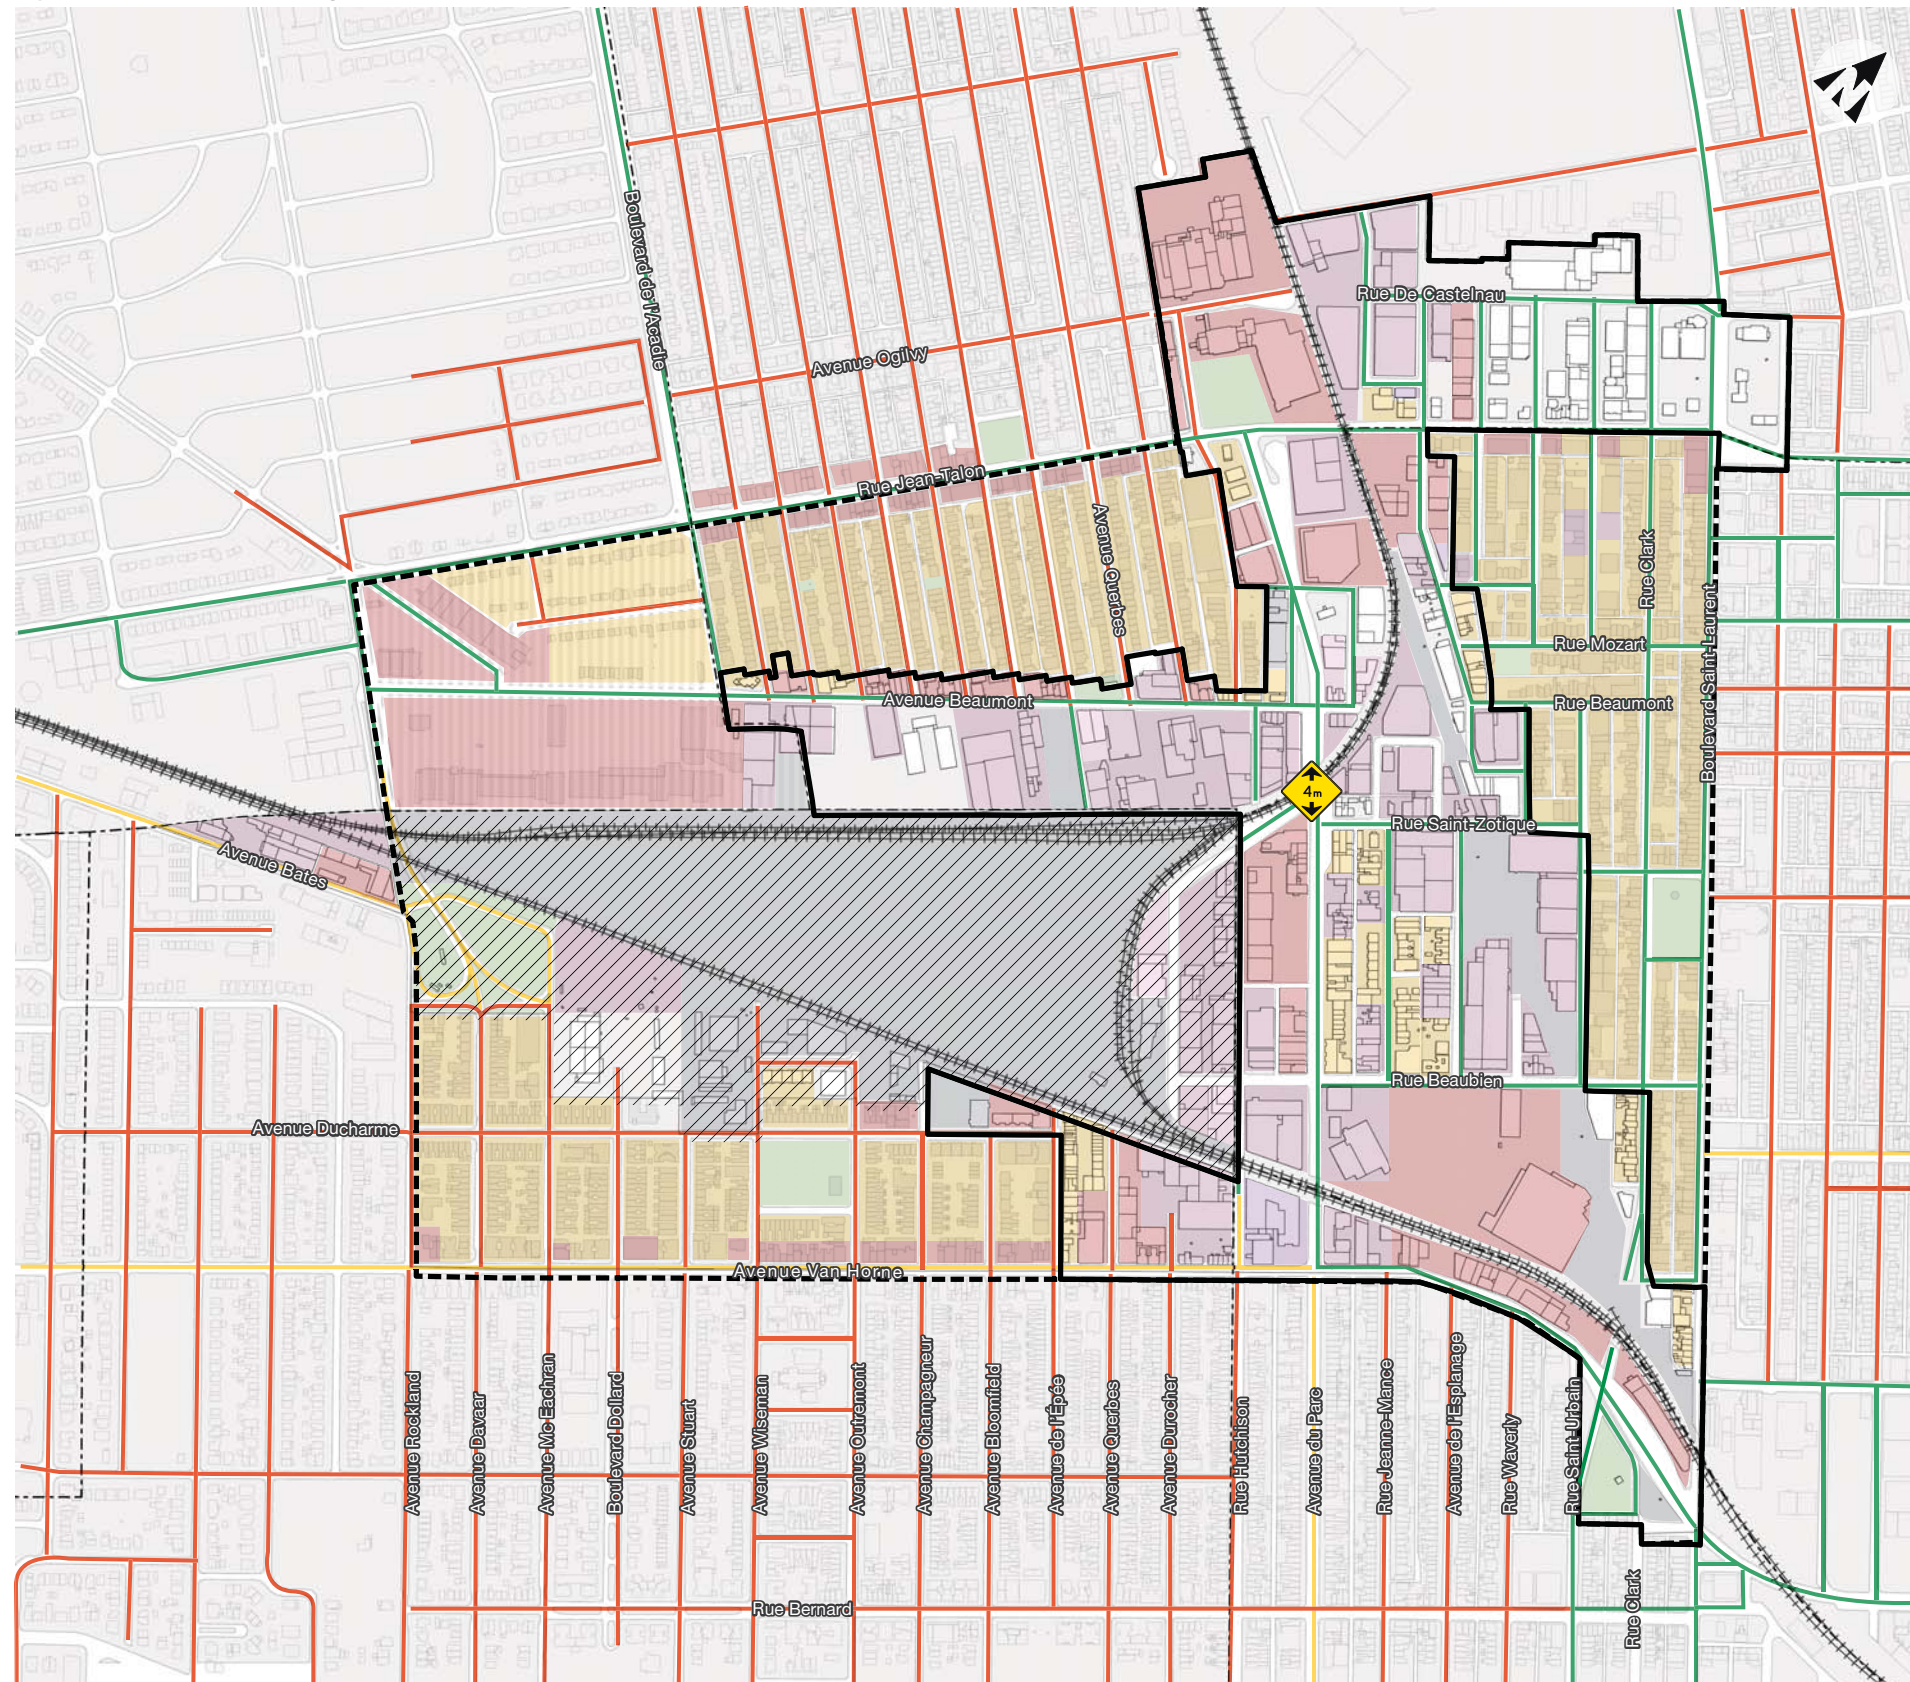 Boulevard de l'Acadie
Rue De Castelnau
Avenue Ogilvy
Rue Jean-Talon
Avenue Querbes
Rue Clark
Boulevard Saint-Laurent
Rue Mozart
Avenue Beaumont
Rue Beaumont
4m
Rue Saint-Zotique
Avenue Bates
Rue Beaubien
Avenue Ducharme
Avenue Van Horne
Avenue Rockland
Avenue Davaar
Avenue Mc Eachran
Boulevard Dollard
Avenue Stuart
Avenue Wiseman
Avenue Outremont
Avenue Champagneur
Avenue Bloomfield
Avenue de l'Épée
Avenue Querbes
Avenue Durocher
Rue Hutchison
Avenue du Parc
Rue Jeanne-Mance
Avenue de l'Esplanage
Rue Waverly
Rue Saint-Urbain
Rue Bernard
Rue Clark